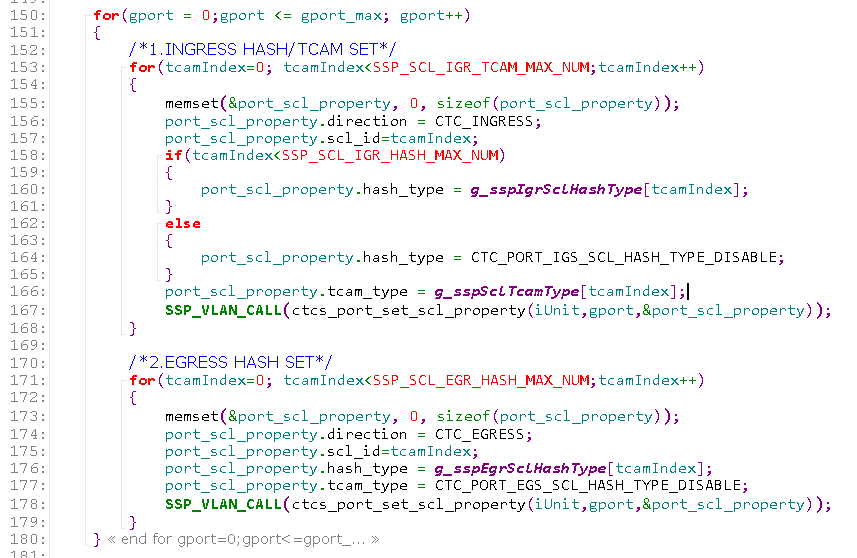 150: for(gport = 0;gport <= gport_max; gport++)
151: {
152: /*1.INGRESS HASH/TCAM SET*/
153: for(tcamIndex=0; tcamIndex<SSP_SCL_IGR_TCAM_MAX_NUM;tcamIndex++)
154: {
155: memset(&port_scl_property, 0, sizeof(port_scl_property));
156: port_scl_property.direction = CTC_INGRESS;
157: port_scl_property.scl_id=tcamIndex;
158: if(tcamIndex<SSP_SCL_IGR_HASH_MAX_NUM)
159: {
160: port_scl_property.hash_type = g_sspIgrSclHashType[tcamIndex];
161: }
162: else
163: {
164: port_scl_property.hash_type = CTC_PORT_IGS_SCL_HASH_TYPE_DISABLE;
165: }
166: port_scl_property.tcam_type = g_sspSclTcamType[tcamIndex];
167: SSP_VLAN_CALL(ctcs_port_set_scl_property(iUnit,gport,&port_scl_property));
168: }
169:
170: /*2.EGRESS HASH SET*/
171: for(tcamIndex=0; tcamIndex<SSP_SCL_EGR_HASH_MAX_NUM;tcamIndex++)
172: {
173: memset(&port_scl_property, 0, sizeof(port_scl_property));
174: port_scl_property.direction = CTC_EGRESS;
175: port_scl_property.scl_id=tcamIndex;
176: port_scl_property.hash_type = g_sspEgrSclHashType[tcamIndex];
177: port_scl_property.tcam_type = CTC_PORT_EGS_SCL_HASH_TYPE_DISABLE;
178: SSP_VLAN_CALL(ctcs_port_set_scl_property(iUnit,gport,&port_scl_property));
179: }
180: } « end for gport=0;gport<=gport_... »